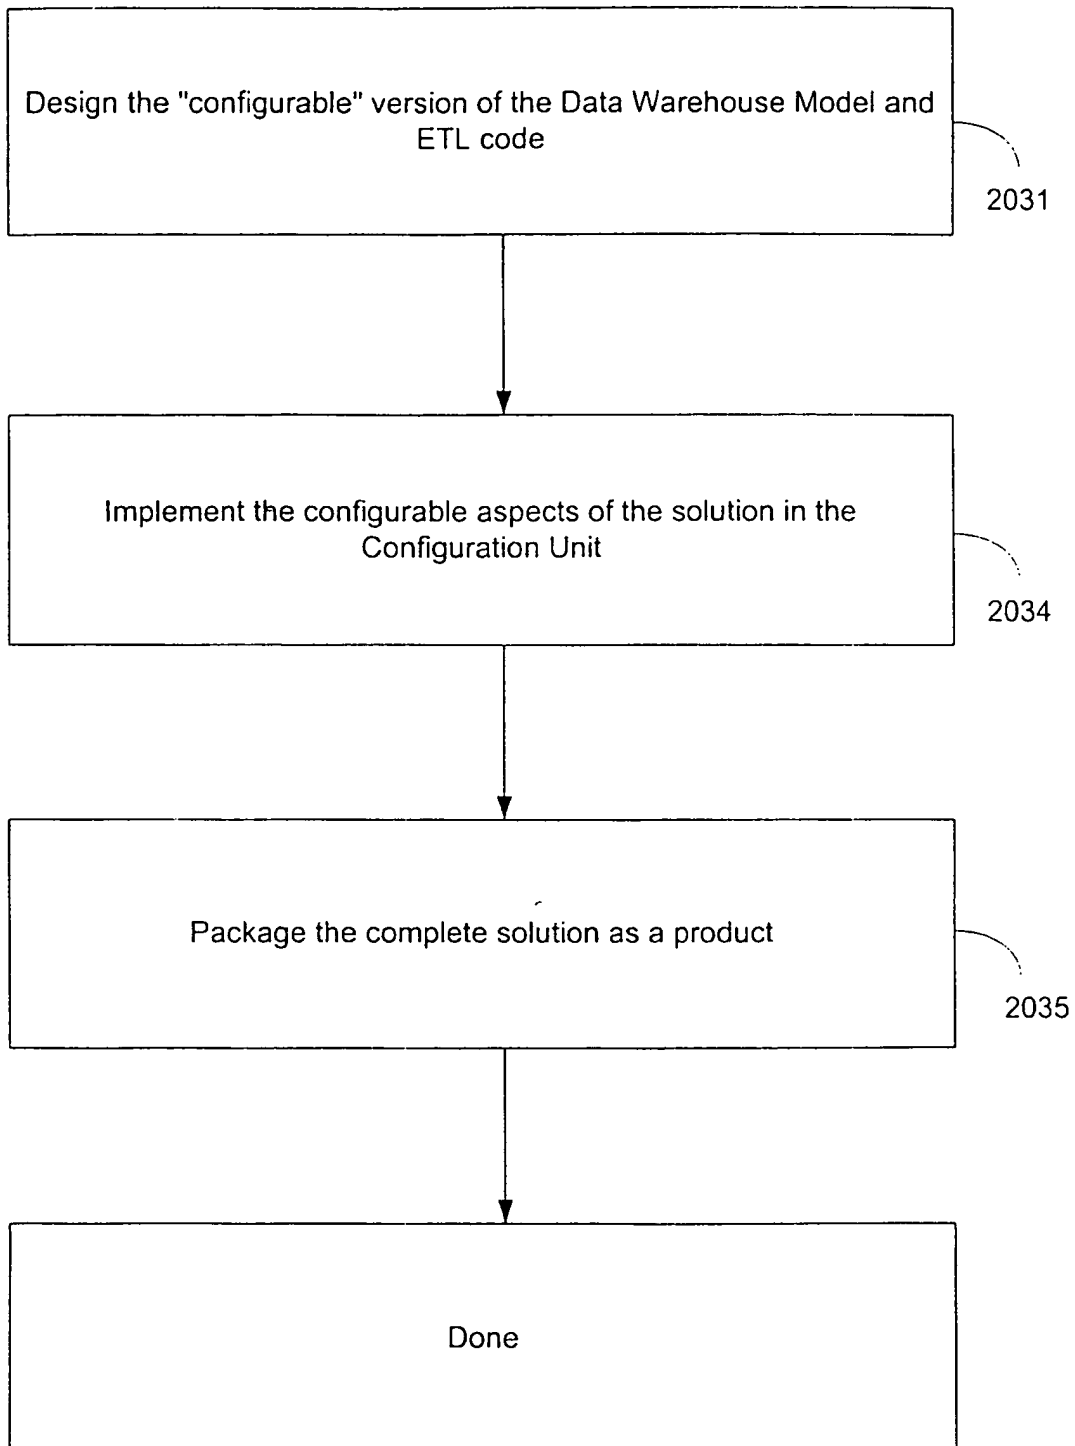 Design the "configurable" version of the Data Warehouse Model and
ETL code
2031
Implement the configurable aspects of the solution in the
Configuration Unit
2034
Package the complete solution as a product
2035
Done